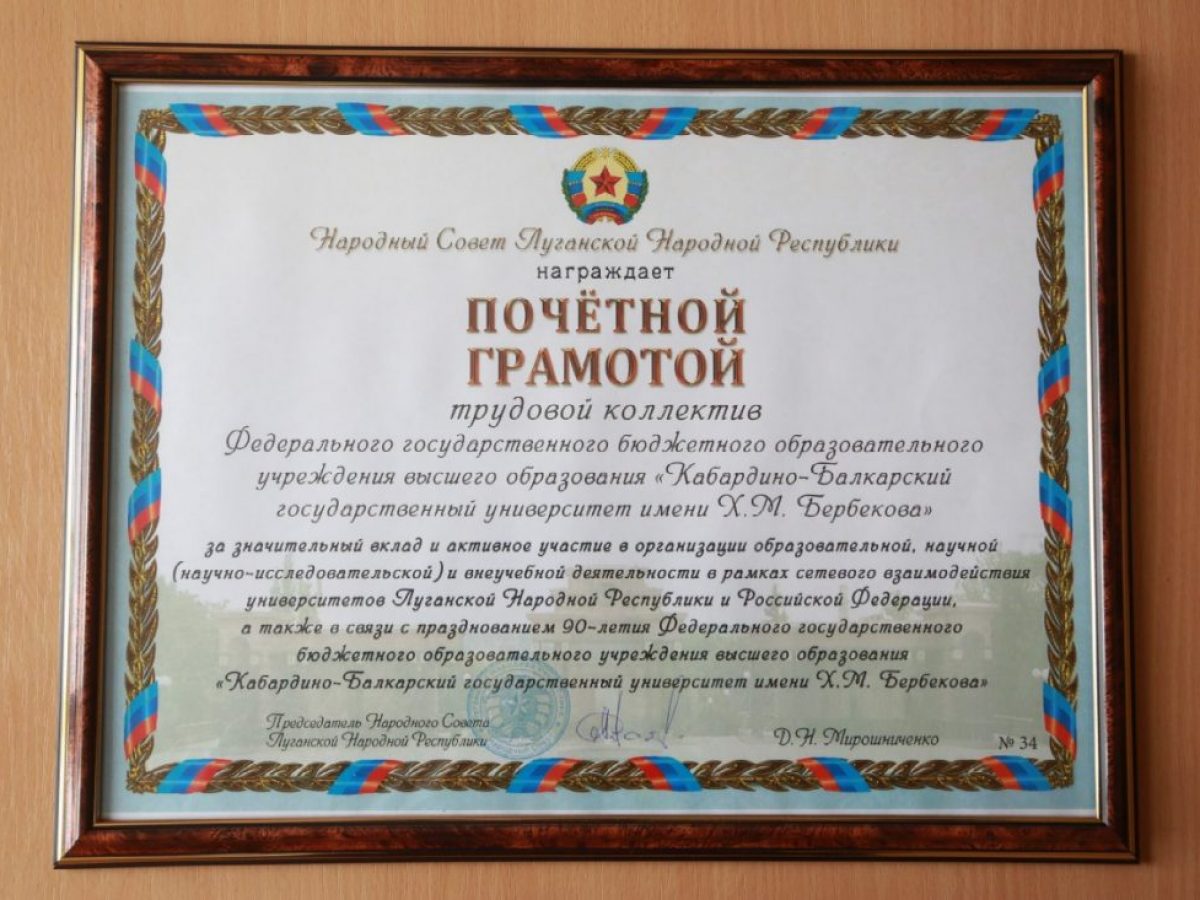 Народный Совет Луганской Народной Республики
награждает
ПОЧЁТНОЙ
ГРАМОТОЙ
трудовой коллектив
Федерального государственного бюджетного образовательного
учреждения высшего образования «Кабардино-Балкарский
государственный университет имени Х.М. Бербекова»
за значительный вклад и активное участие в организации образовательной, научной
(научно-исследовательской) и внеучебной деятельности в рамках сетевого взаимодействия
университетов Луганской Народной Республики и Российской Федерации,
а также в связи с празднованием 90-летия Федерального государственного
бюджетного образовательного учреждения высшего образования
«Кабардино-Балкарский государственный университет имени Х.М. Бербекова»
Председатель Народного Совета
Луганской Народной Республики
Д.Н. Мирошниченко
№ 34